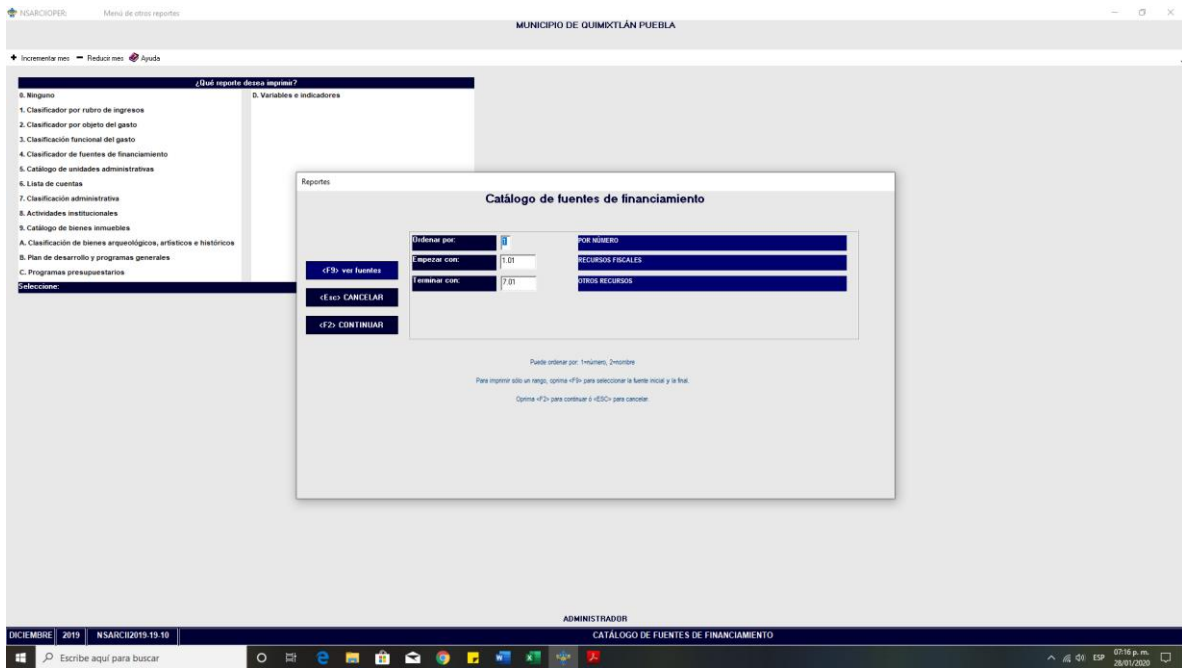 NSARCIIOPER: Menú de otros reportes
MUNICIPIO DE QUIMIXTLÁN PUEBLA
Incrementar mes Reducir mes Ayuda
¿Qué reporte desea imprimir?
0. Ninguno
1. Clasificador por rubro de ingresos
2. Clasificador por objeto del gasto
3. Clasificación funcional del gasto
4. Clasificador de fuentes de financiamiento
5. Catálogo de unidades administrativas
6. Lista de cuentas
7. Clasificación administrativa
8. Actividades institucionales
9. Catálogo de bienes inmuebles
A. Clasificación de bienes arqueológicos, artísticos e históricos
B. Plan de desarrollo y programas generales
C. Programas presupuestarios
D. Variables e indicadores
Seleccione:
Reportes
Catálogo de fuentes de financiamiento
Ordenar por: 1 POR NÚMERO
Empezar con: 1.01 RECURSOS FISCALES
Terminar con: 7.01 OTROS RECURSOS
<F9> ver fuentes
<Esc> CANCELAR
<F2> CONTINUAR
Puede ordenar por: 1=número, 2=nombre
Para imprimir sólo un rango, oprima <F9> para seleccionar la fuente inicial y la final.
Oprima <F2> para continuar ó <ESC> para cancelar.
ADMINISTRADOR
DICIEMBRE 2019 NSARCII2019-19-10 CATÁLOGO DE FUENTES DE FINANCIAMIENTO
Escribe aquí para buscar
ESP
07:16 p. m.
28/01/2020